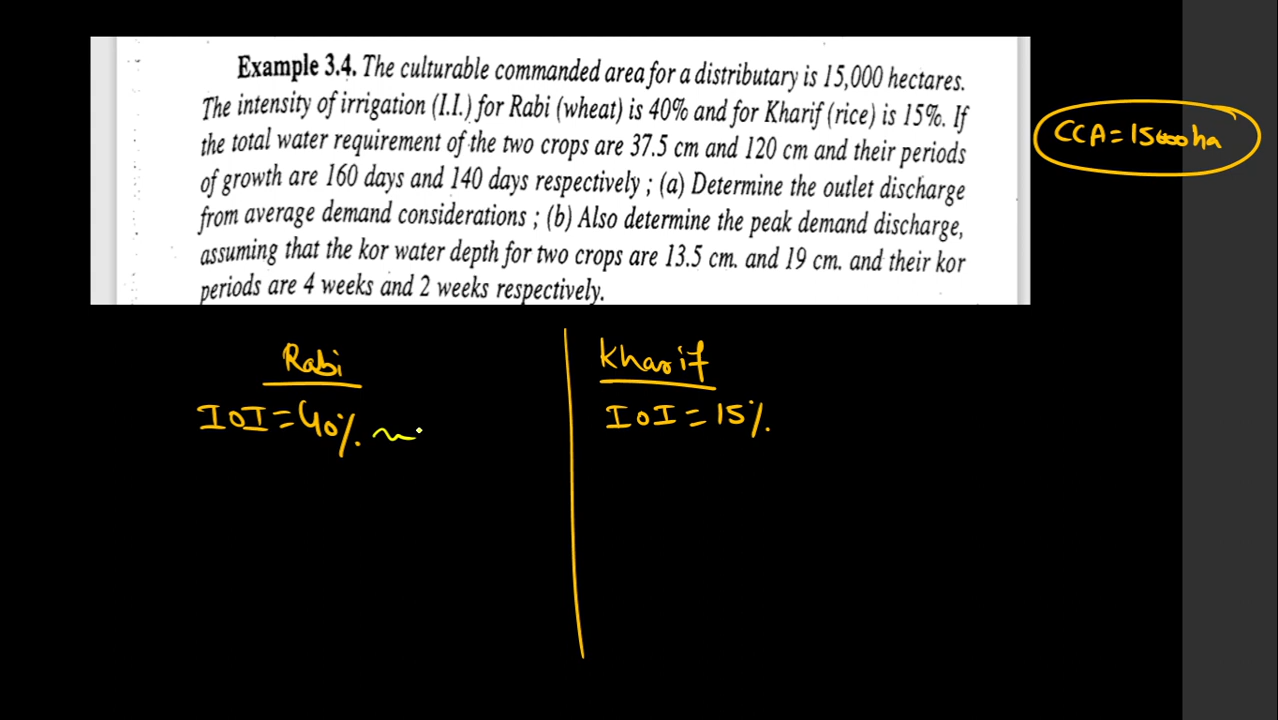 Example 3.4. The culturable commanded area for a distributary is 15,000 hectares.
The intensity of irrigation (I.I.) for Rabi (wheat) is 40% and for Kharif (rice) is 15%. If
the total water requirement of the two crops are 37.5 cm and 120 cm and their periods
of growth are 160 days and 140 days respectively ; (a) Determine the outlet discharge
from average demand considerations ; (b) Also determine the peak demand discharge,
assuming that the kor water depth for two crops are 13.5 cm. and 19 cm. and their kor
periods are 4 weeks and 2 weeks respectively.
CCA = 15000 ha
Rabi
IOI = 40%.
Kharif
IOI = 15%.